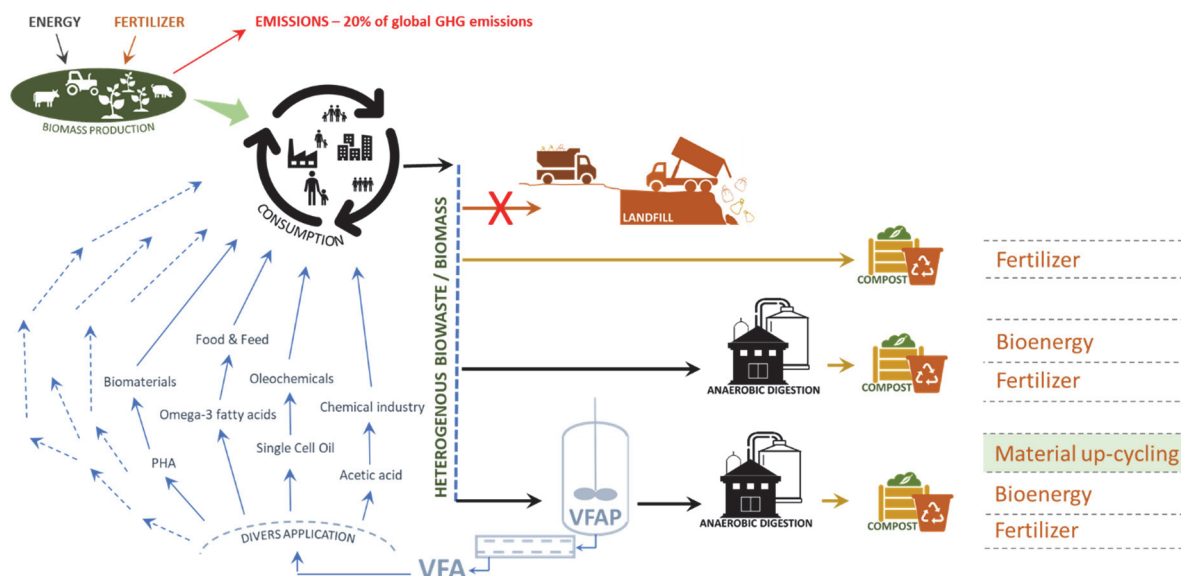 ENERGY
FERTILIZER
EMISSIONS – 20% of global GHG emissions
BIOMASS PRODUCTION
CONSUMPTION
HETERGENOUS BIOWASTE / BIOMASS
LANDFILL
COMPOST
Fertilizer
ANAEROBIC DIGESTION
COMPOST
Bioenergy
Fertilizer
Food & Feed
Biomaterials
Oleochemicals
Omega-3 fatty acids
Chemical industry
Single Cell Oil
PHA
Acetic acid
DIVERS APPLICATION
VFA
VFAP
ANAEROBIC DIGESTION
COMPOST
Material up-cycling
Bioenergy
Fertilizer